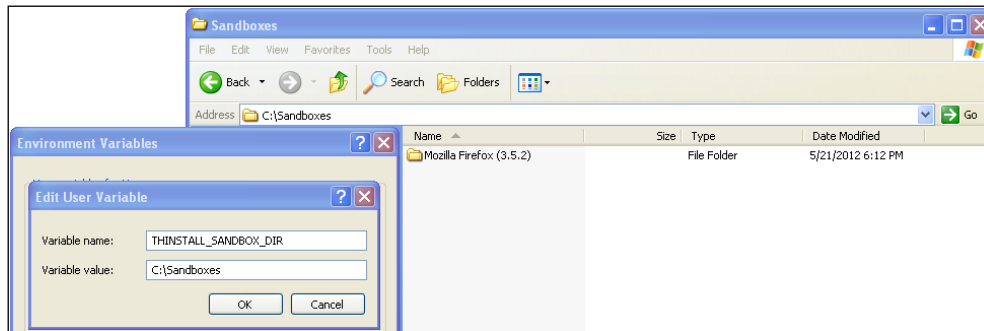 Sandboxes
File Edit View Favorites Tools Help
Back Search Folders
Address C:\Sandboxes Go
Name Size Type Date Modified
Mozilla Firefox (3.5.2) File Folder 5/21/2012 6:12 PM
Environment Variables
Edit User Variable
Variable name: THINSTALL_SANDBOX_DIR
Variable value: C:\Sandboxes
OK Cancel